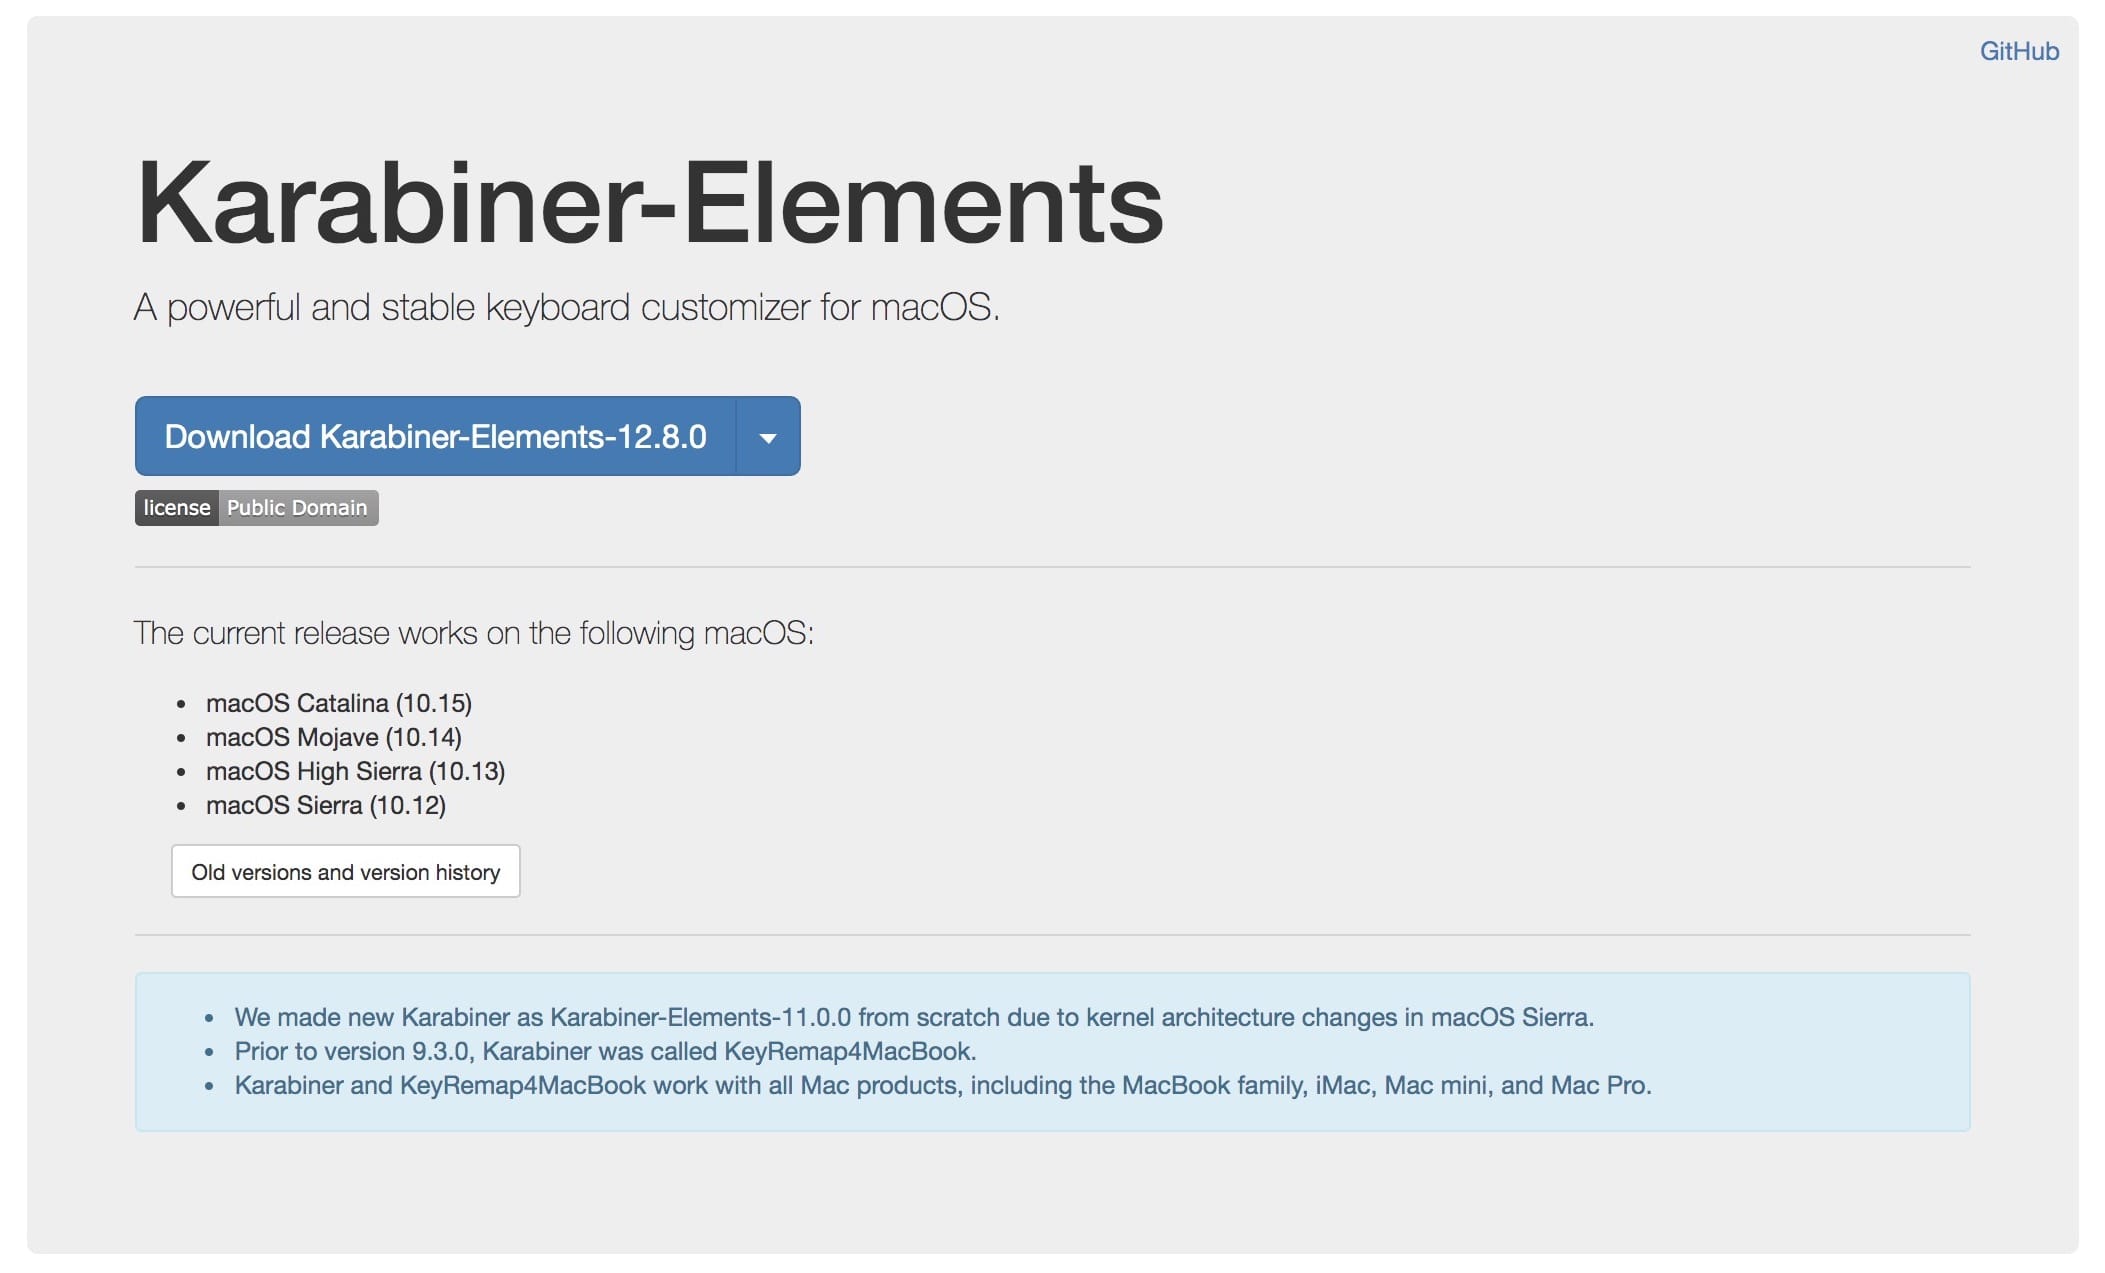 GitHub
Karabiner-Elements
A powerful and stable keyboard customizer for macOS.
Download Karabiner-Elements-12.8.0
license Public Domain
The current release works on the following macOS:
• macOS Catalina (10.15)
• macOS Mojave (10.14)
• macOS High Sierra (10.13)
• macOS Sierra (10.12)
Old versions and version history
• We made new Karabiner as Karabiner-Elements-11.0.0 from scratch due to kernel architecture changes in macOS Sierra.
• Prior to version 9.3.0, Karabiner was called KeyRemap4MacBook.
• Karabiner and KeyRemap4MacBook work with all Mac products, including the MacBook family, iMac, Mac mini, and Mac Pro.